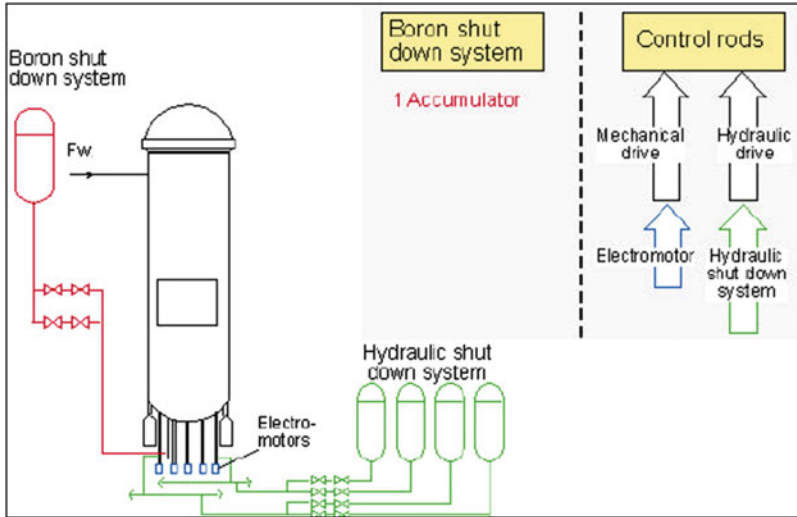 Boron shut
down system
Fw.
Boron shut
down system
1 Accumulator
Control rods
Mechanical
drive
Hydraulic
drive
Electromotor
Hydraulic
shut down
system
Hydraulic shut
down system
Electro-
motors